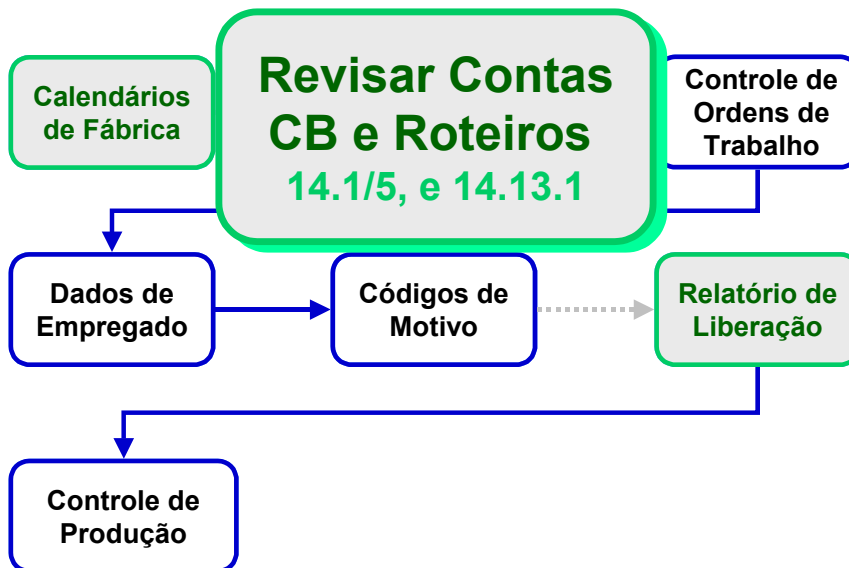 Calendários
de Fábrica
Revisar Contas
CB e Roteiros
14.1/5, e 14.13.1
Controle de
Ordens de
Trabalho
Dados de
Empregado
Códigos de
Motivo
Relatório de
Liberação
Controle de
Produção